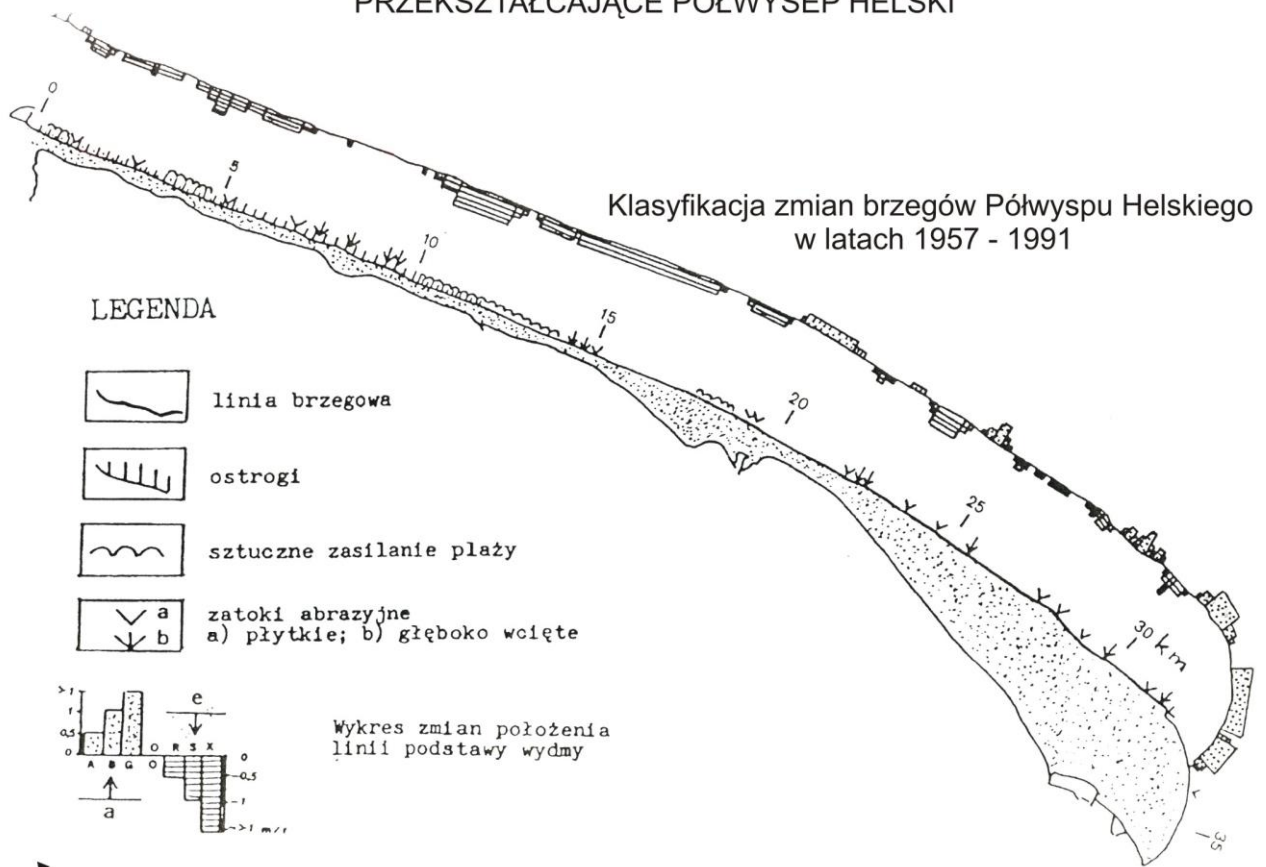 PRZEKSZTAŁCAJĄCE PÓŁWYSEP HELSKI
Klasyfikacja zmian brzegów Półwyspu Helskiego
w latach 1957 - 1991
0
5
10
15
20
25
30 km
35
LEGENDA
linia brzegowa
ostrogi
sztuczne zasilanie plaży
a
b
zatoki abrazyjne
a) płytkie; b) głęboko wcięte
>1
1
0,5
0
A B G O
a
e
O R S X
0
-0,5
-1
->1 m/r
Wykres zmian położenia
linii podstawy wydmy